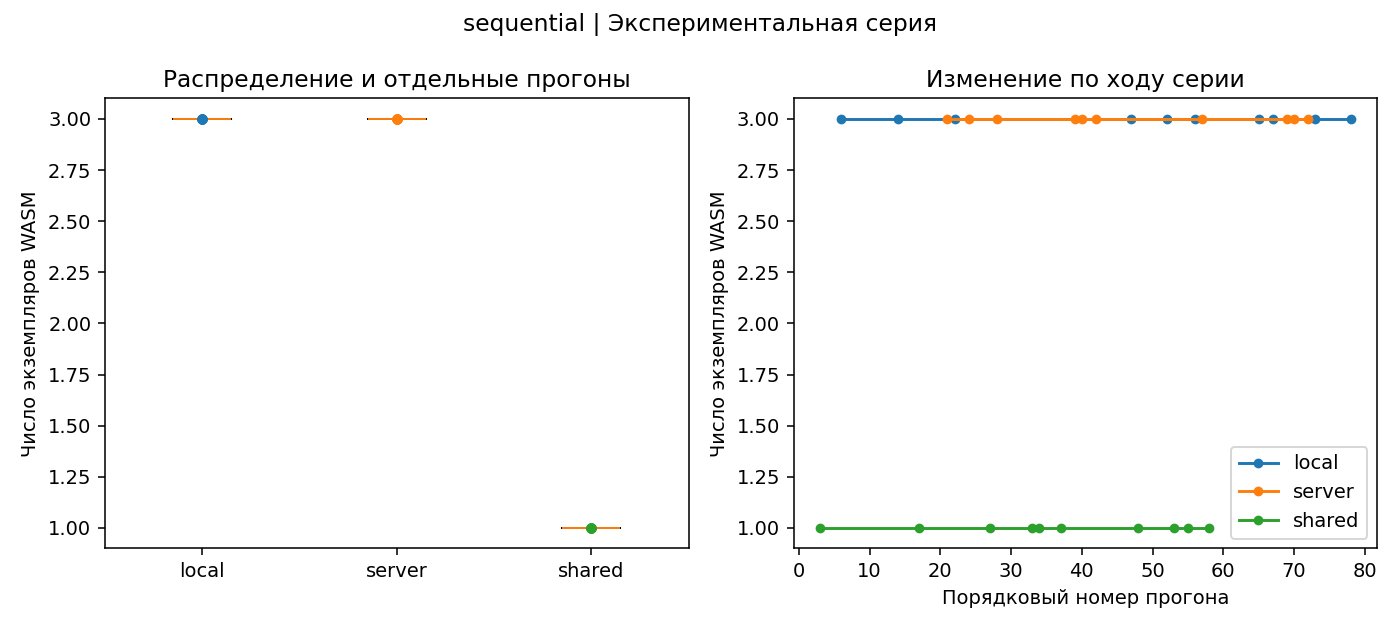 sequential | Экспериментальная серия
Распределение и отдельные прогоны
Число экземпляров WASM
3.00
2.75
2.50
2.25
2.00
1.75
1.50
1.25
1.00
local
server
shared
Изменение по ходу серии
Число экземпляров WASM
3.00
2.75
2.50
2.25
2.00
1.75
1.50
1.25
1.00
local
server
shared
0 10 20 30 40 50 60 70 80
Порядковый номер прогона